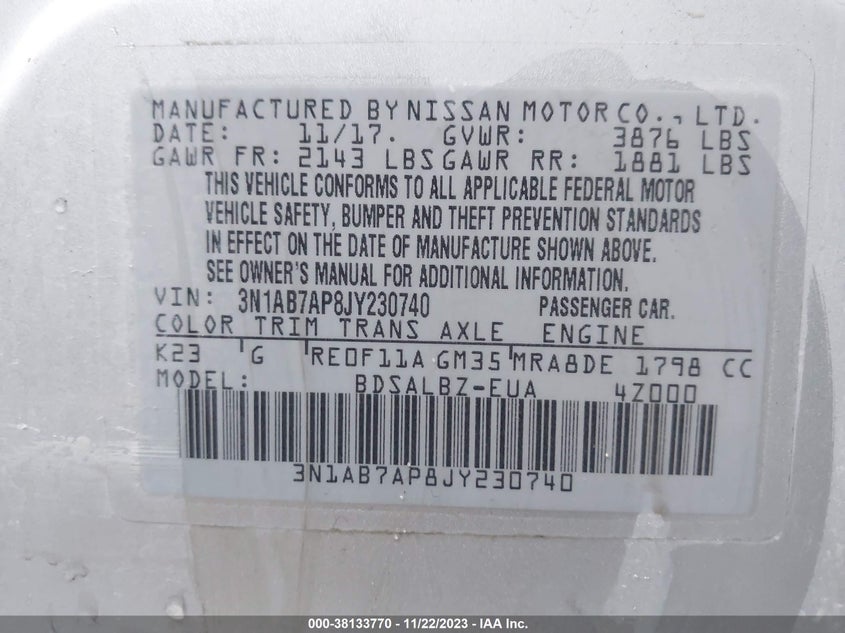 MANUFACTURED BY NISSAN MOTOR CO., LTD.
DATE: 11/17. GVWR: 3876 LBS
GAWR FR: 2143 LBS GAWR RR: 1881 LBS
THIS VEHICLE CONFORMS TO ALL APPLICABLE FEDERAL MOTOR
VEHICLE SAFETY, BUMPER AND THEFT PREVENTION STANDARDS
IN EFFECT ON THE DATE OF MANUFACTURE SHOWN ABOVE.
SEE OWNER'S MANUAL FOR ADDITIONAL INFORMATION.
VIN: 3N1AB7AP8JY230740 PASSENGER CAR.
COLOR TRIM TRANS AXLE ENGINE
K23 G RE0F11A GM35 MRA8DE 1798 CC
MODEL: BDSALBZ-EUA 4Z000
3N1AB7AP8JY230740
000-38133770 - 11/22/2023 - IAA Inc.